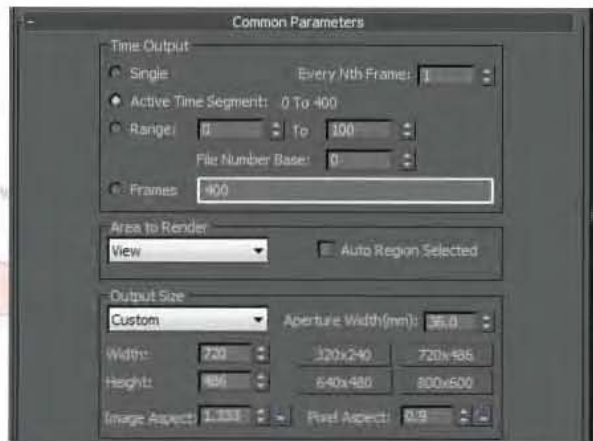 Common Parameters
Time Output
Single
Every Nth Frame: 1
Active Time Segment: 0 To 400
Range: 0 To 100
File Number Base: 0
Frames 400
Area to Render
View
Auto Region Selected
Output Size
Custom
Aperture Width(mm): 36.0
Width: 720
320x240
720x486
Height: 486
640x480
800x600
Image Aspect: 1.333
Pixel Aspect: 0.9